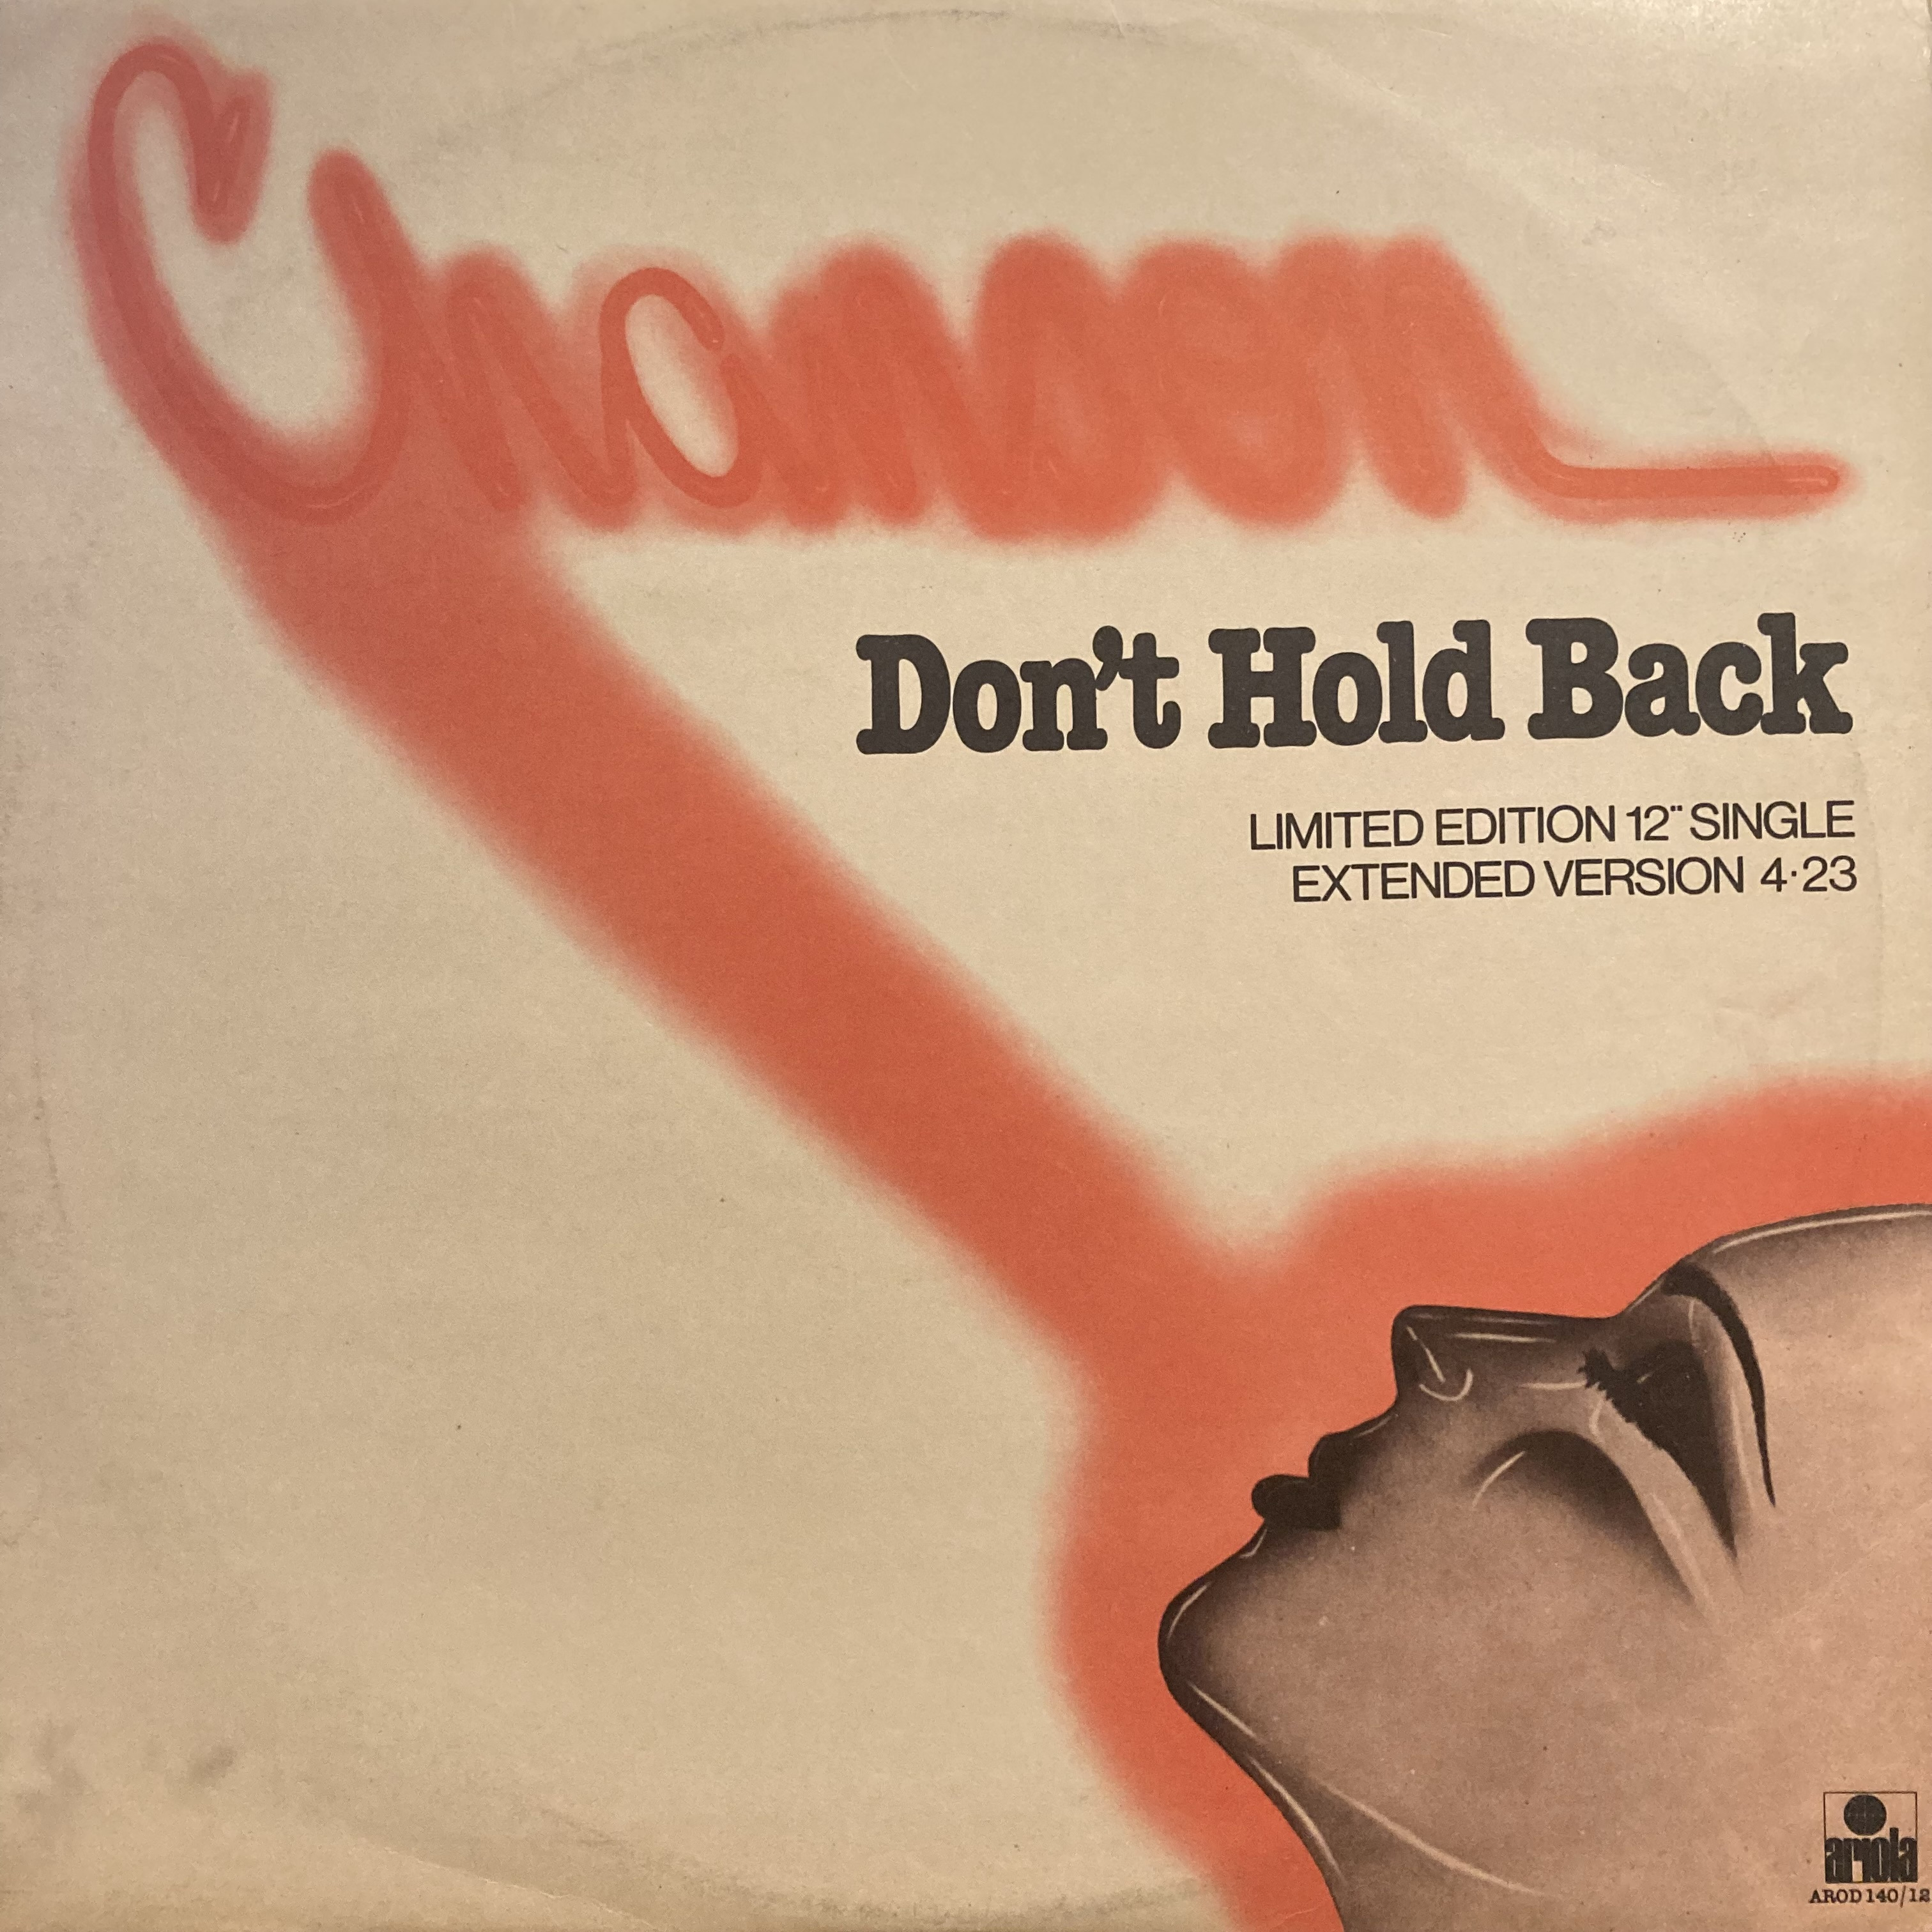 Chanson
Don't Hold Back
LIMITED EDITION 12" SINGLE
EXTENDED VERSION 4·23
ariola
AROD 140/12